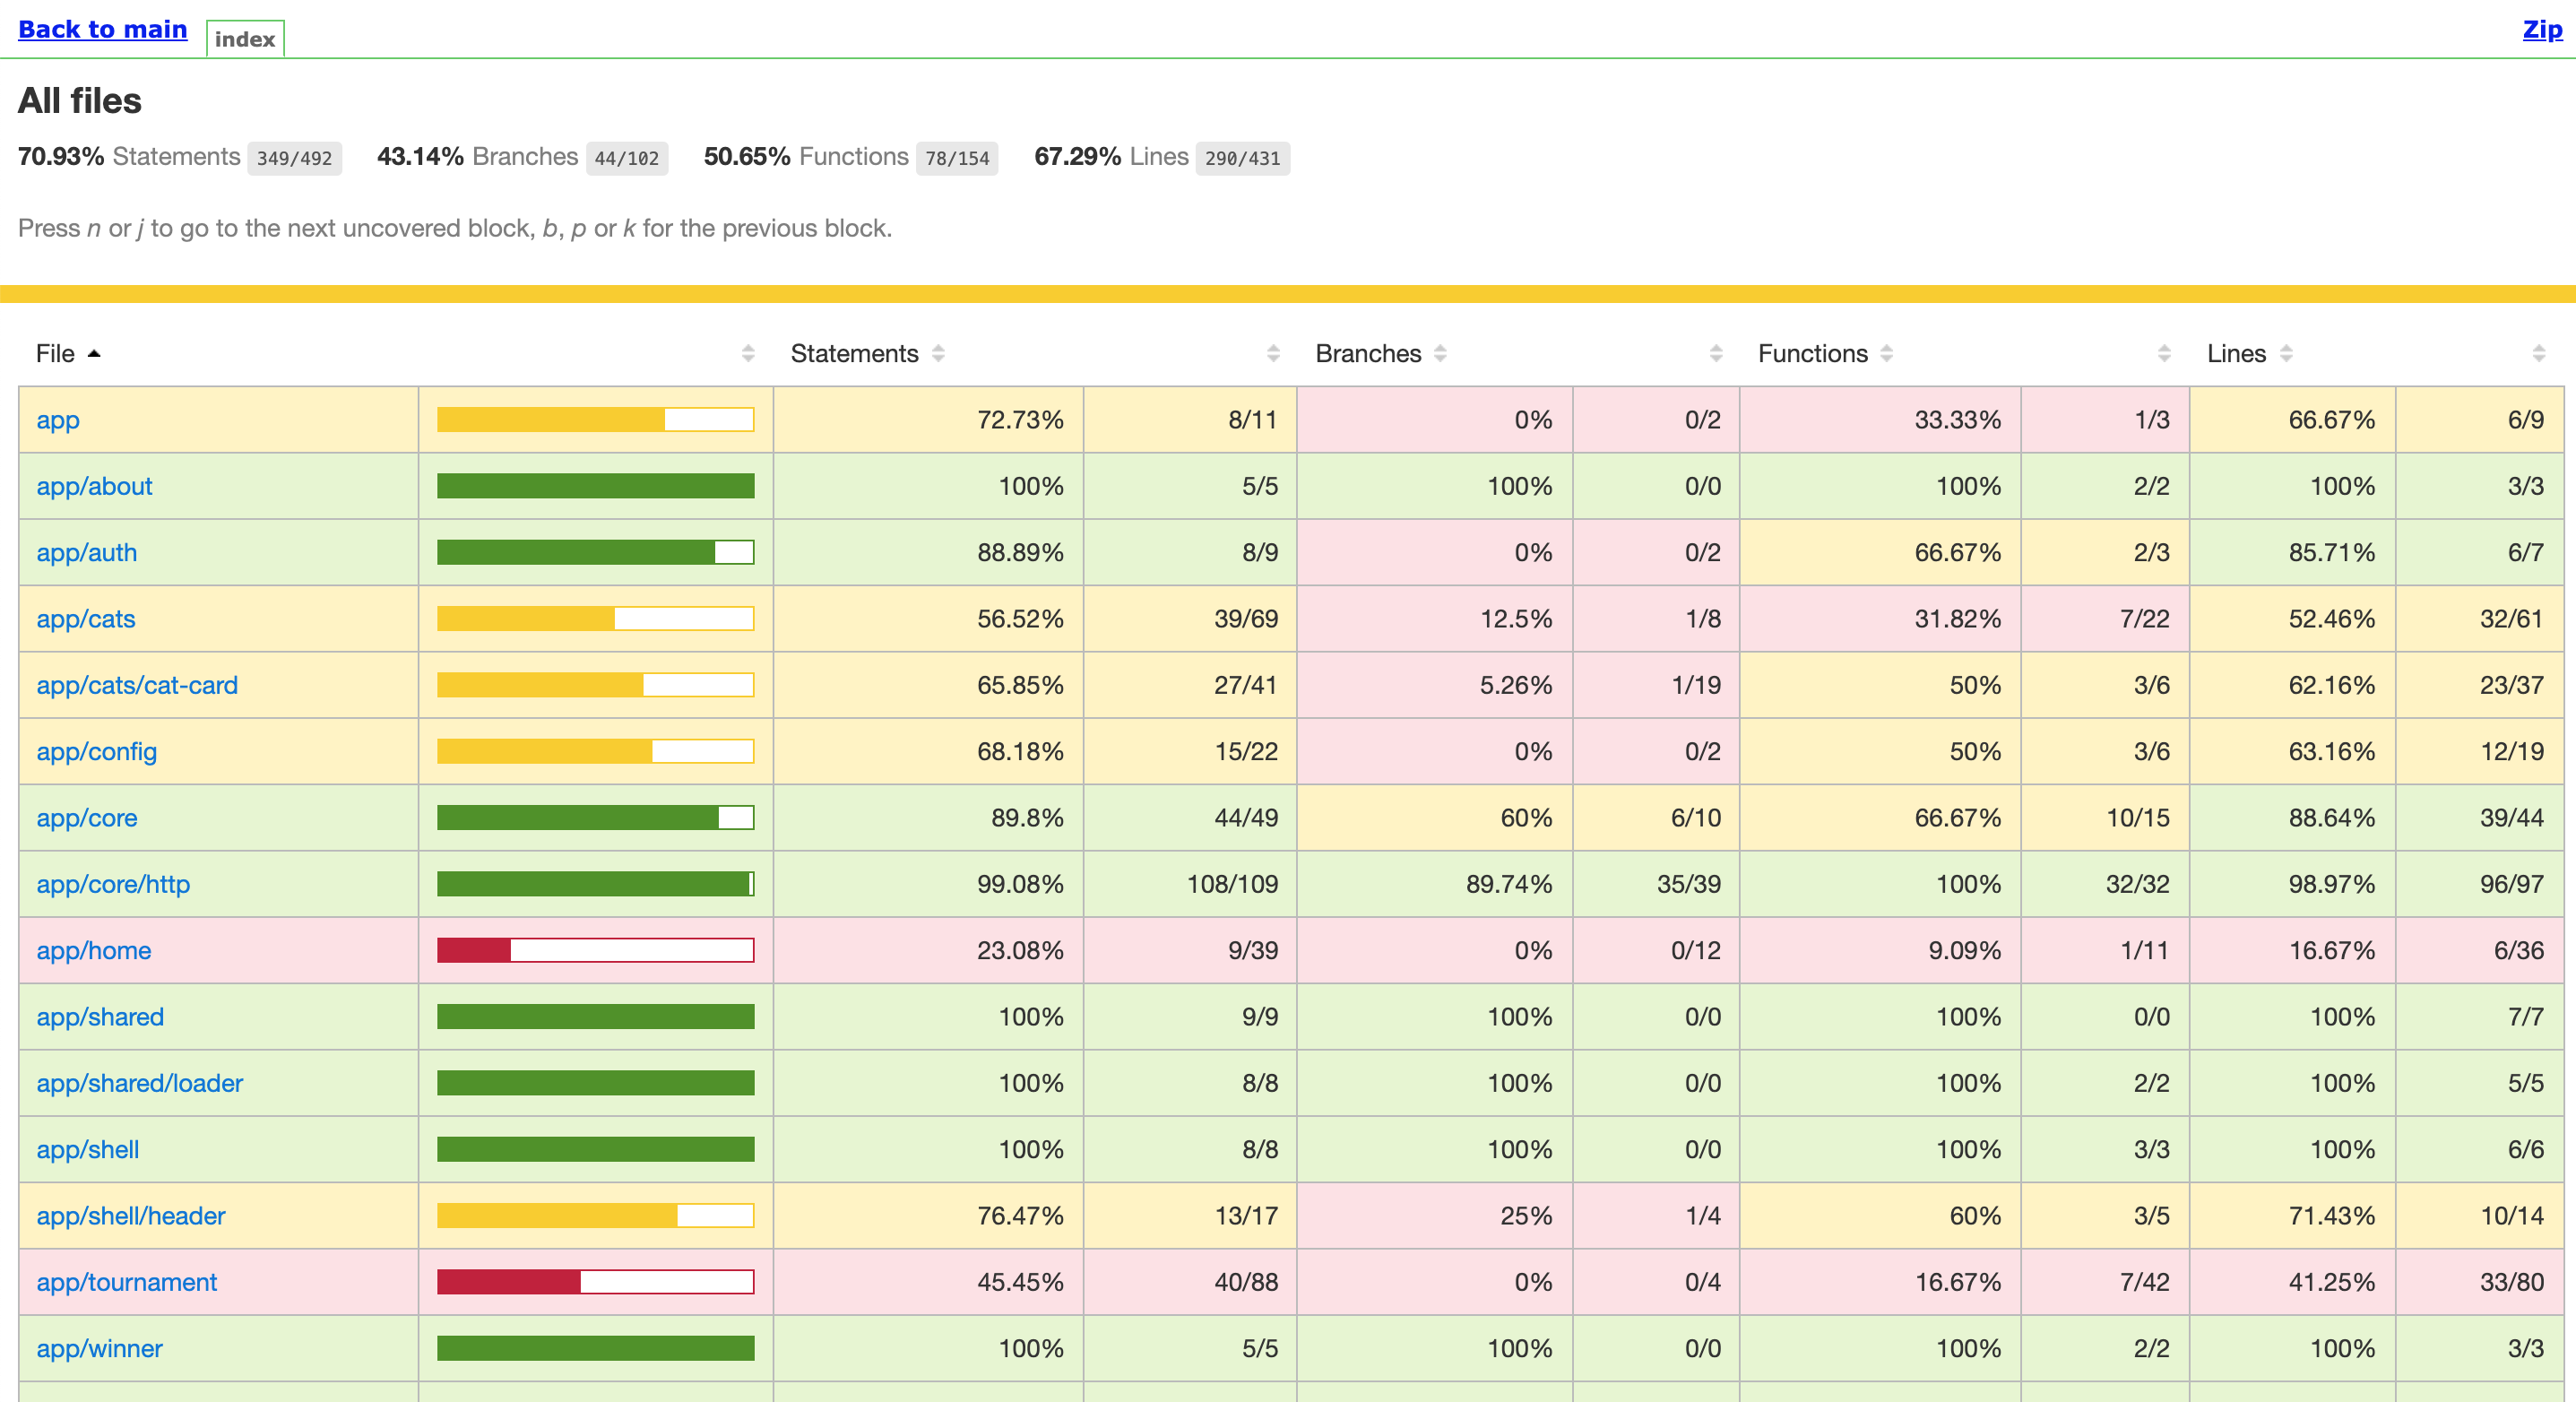 Back to main index Zip
All files
70.93% Statements 349/492 43.14% Branches 44/102 50.65% Functions 78/154 67.29% Lines 290/431
Press n or j to go to the next uncovered block, b, p or k for the previous block.
File Statements Branches Functions Lines
app 72.73% 8/11 0% 0/2 33.33% 1/3 66.67% 6/9
app/about 100% 5/5 100% 0/0 100% 2/2 100% 3/3
app/auth 88.89% 8/9 0% 0/2 66.67% 2/3 85.71% 6/7
app/cats 56.52% 39/69 12.5% 1/8 31.82% 7/22 52.46% 32/61
app/cats/cat-card 65.85% 27/41 5.26% 1/19 50% 3/6 62.16% 23/37
app/config 68.18% 15/22 0% 0/2 50% 3/6 63.16% 12/19
app/core 89.8% 44/49 60% 6/10 66.67% 10/15 88.64% 39/44
app/core/http 99.08% 108/109 89.74% 35/39 100% 32/32 98.97% 96/97
app/home 23.08% 9/39 0% 0/12 9.09% 1/11 16.67% 6/36
app/shared 100% 9/9 100% 0/0 100% 0/0 100% 7/7
app/shared/loader 100% 8/8 100% 0/0 100% 2/2 100% 5/5
app/shell 100% 8/8 100% 0/0 100% 3/3 100% 6/6
app/shell/header 76.47% 13/17 25% 1/4 60% 3/5 71.43% 10/14
app/tournament 45.45% 40/88 0% 0/4 16.67% 7/42 41.25% 33/80
app/winner 100% 5/5 100% 0/0 100% 2/2 100% 3/3